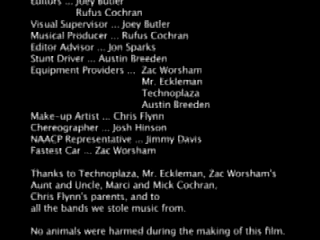 Editors ... Joey Butler
Rufus Cochran
Visual Supervisor ... Joey Butler
Musical Producer ... Rufus Cochran
Editor Advisor ... Jon Sparks
Stunt Driver ... Austin Breeden
Equipment Providers ... Zac Worsham
Mr. Eckleman
Technoplaza
Austin Breeden
Make-up Artist ... Chris Flynn
Chereographer ... Josh Hinson
NAACP Representative ... Jimmy Davis
Fastest Car ... Zac Worsham
Thanks to Technoplaza, Mr. Eckleman, Zac Worsham's
Aunt and Uncle, Marci and Mick Cochran,
Chris Flynn's parents, and to
all the bands we stole music from.
No animals were harmed during the making of this film.